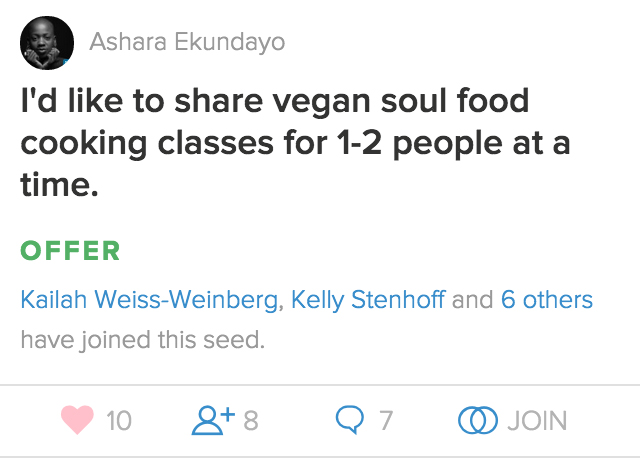 Ashara Ekundayo
I'd like to share vegan soul food
cooking classes for 1-2 people at a
time.
OFFER
Kailah Weiss-Weinberg, Kelly Stenhoff and 6 others
have joined this seed.
10 8 7 JOIN